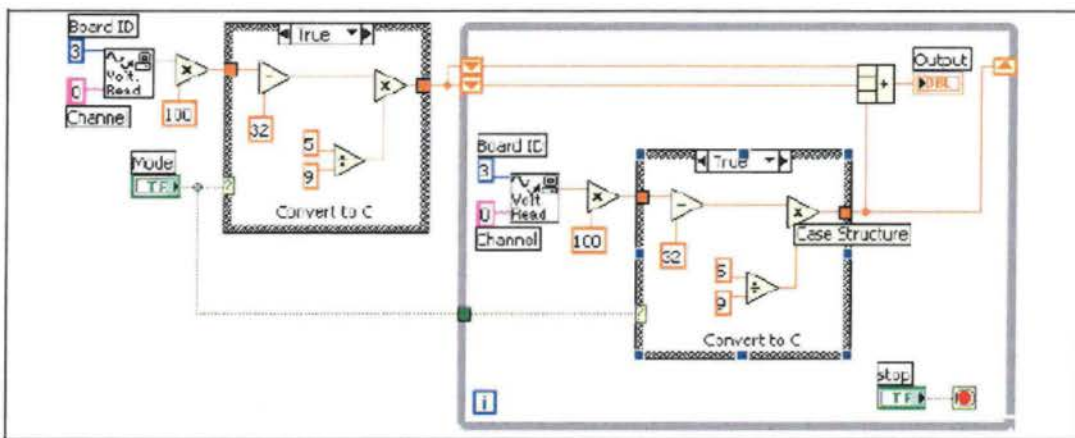 Board ID
3
Volt.
Read
0
Channel
×
100
True
−
32
×
5
9
÷
Convert to C
Mode
TF
?
Output
DBL
+
Board ID
3
Volt
Read
0
Channel
×
100
True
−
32
×
Case Structure
5
9
÷
Convert to C
?
i
stop
TF